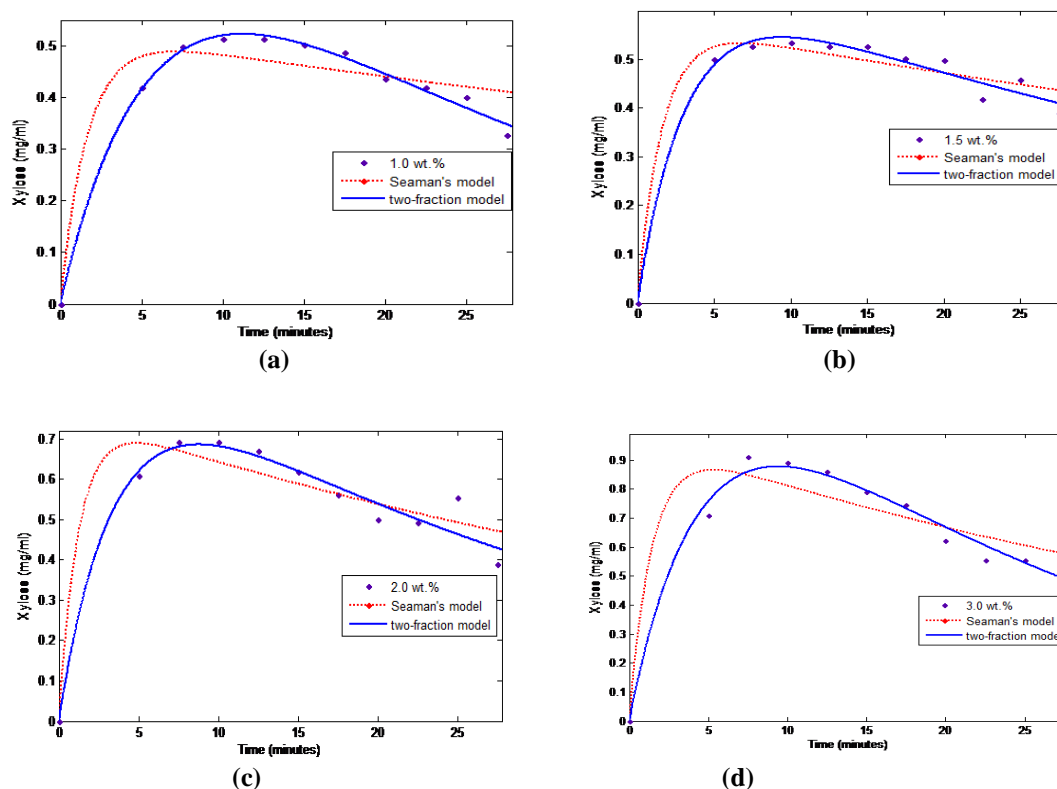 0.5
0.4
0.3
0.2
0.1
0
Xylose (mg/ml)
1.0 wt.%
Seaman's model
two-fraction model
0 5 10 15 20 25
Time (minutes)
(a)
0.5
0.4
0.3
0.2
0.1
0
Xylose (mg/ml)
1.5 wt.%
Seaman's model
two-fraction model
0 5 10 15 20 25
Time (minutes)
(b)
0.7
0.6
0.5
0.4
0.3
0.2
0.1
0
Xylose (mg/ml)
2.0 wt.%
Seaman's model
two-fraction model
0 5 10 15 20 25
Time (minutes)
(c)
0.9
0.8
0.7
0.6
0.5
0.4
0.3
0.2
0.1
0
Xylose (mg/ml)
3.0 wt.%
Seaman's model
two-fraction model
0 5 10 15 20 25
Time (minutes)
(d)